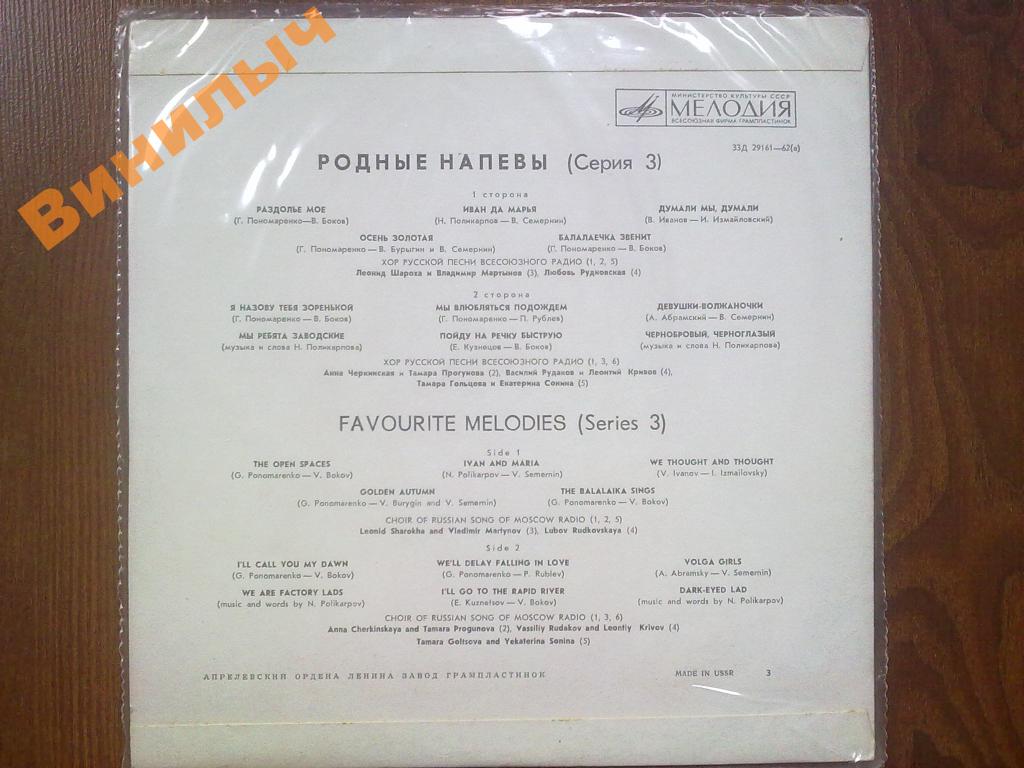 Винилыч
МИНИСТЕРСТВО КУЛЬТУРЫ СССР
МЕЛОДИЯ
ВСЕСОЮЗНАЯ ФИРМА ГРАМПЛАСТИНОК
33Д 29161—62(а)
РОДНЫЕ НАПЕВЫ (Серия 3)
1 сторона
РАЗДОЛЬЕ МОЕ ИВАН ДА МАРЬЯ ДУМАЛИ МЫ, ДУМАЛИ
(Г. Пономаренко—В. Боков) (Н. Поликарпов—В. Семернин) (В. Иванов—И. Измайловский)
ОСЕНЬ ЗОЛОТАЯ БАЛАЛАЕЧКА ЗВЕНИТ
(Г. Пономаренко—В. Бурыгин и В. Семернин) (Г. Пономаренко—В. Боков)
ХОР РУССКОЙ ПЕСНИ ВСЕСОЮЗНОГО РАДИО (1, 2, 5)
Леонид Шароха и Владимир Мартынов (3), Любовь Рудковская (4)
2 сторона
Я НАЗОВУ ТЕБЯ ЗОРЕНЬКОЙ МЫ ВЛЮБЛЯТЬСЯ ПОДОЖДЕМ ДЕВУШКИ-ВОЛЖАНОЧКИ
(Г. Пономаренко—В. Боков) (Г. Пономаренко—П. Рублев) (А. Абрамский—В. Семернин)
МЫ РЕБЯТА ЗАВОДСКИЕ ПОЙДУ НА РЕЧКУ БЫСТРУЮ ЧЕРНОБРОВЫЙ, ЧЕРНОГЛАЗЫЙ
(музыка и слова Н. Поликарпова) (Е. Кузнецов—В. Боков) (музыка и слова Н. Поликарпова)
ХОР РУССКОЙ ПЕСНИ ВСЕСОЮЗНОГО РАДИО (1, 3, 6)
Анна Черкинская и Тамара Прогунова (2), Василий Рудаков и Леонтий Кривов (4),
Тамара Гольцова и Екатерина Сонина (5)
FAVOURITE MELODIES (Series 3)
Side 1
THE OPEN SPACES IVAN AND MARIA WE THOUGHT AND THOUGHT
(G. Ponomarenko—V. Bokov) (N. Polikarpov—V. Semernin) (V. Ivanov—I. Izmailovsky)
GOLDEN AUTUMN THE BALALAIKA SINGS
(G. Ponomarenko—V. Burygin and V. Semernin) (G. Ponomarenko—V. Bokov)
CHOIR OF RUSSIAN SONG OF MOSCOW RADIO (1, 2, 5)
Leonid Sharokha and Vladimir Martynov (3), Lubov Rudkovskaya (4)
Side 2
I'LL CALL YOU MY DAWN WE'LL DELAY FALLING IN LOVE VOLGA GIRLS
(G. Ponomarenko—V. Bokov) (G. Ponomarenko—P. Rublev) (A. Abramsky—V. Semernin)
WE ARE FACTORY LADS I'LL GO TO THE RAPID RIVER DARK-EYED LAD
(music and words by N. Polikarpov) (E. Kuznetsov—V. Bokov) (music and words by N. Polikarpov)
CHOIR OF RUSSIAN SONG OF MOSCOW RADIO (1, 3, 6)
Anna Cherkinskaya and Tamara Progunova (2), Vassiliy Rudakov and Leontiy Krivov (4)
Tamara Goltsova and Yekaterina Sonina (5)
АПРЕЛЕВСКИЙ ОРДЕНА ЛЕНИНА ЗАВОД ГРАМПЛАСТИНОК MADE IN USSR 3